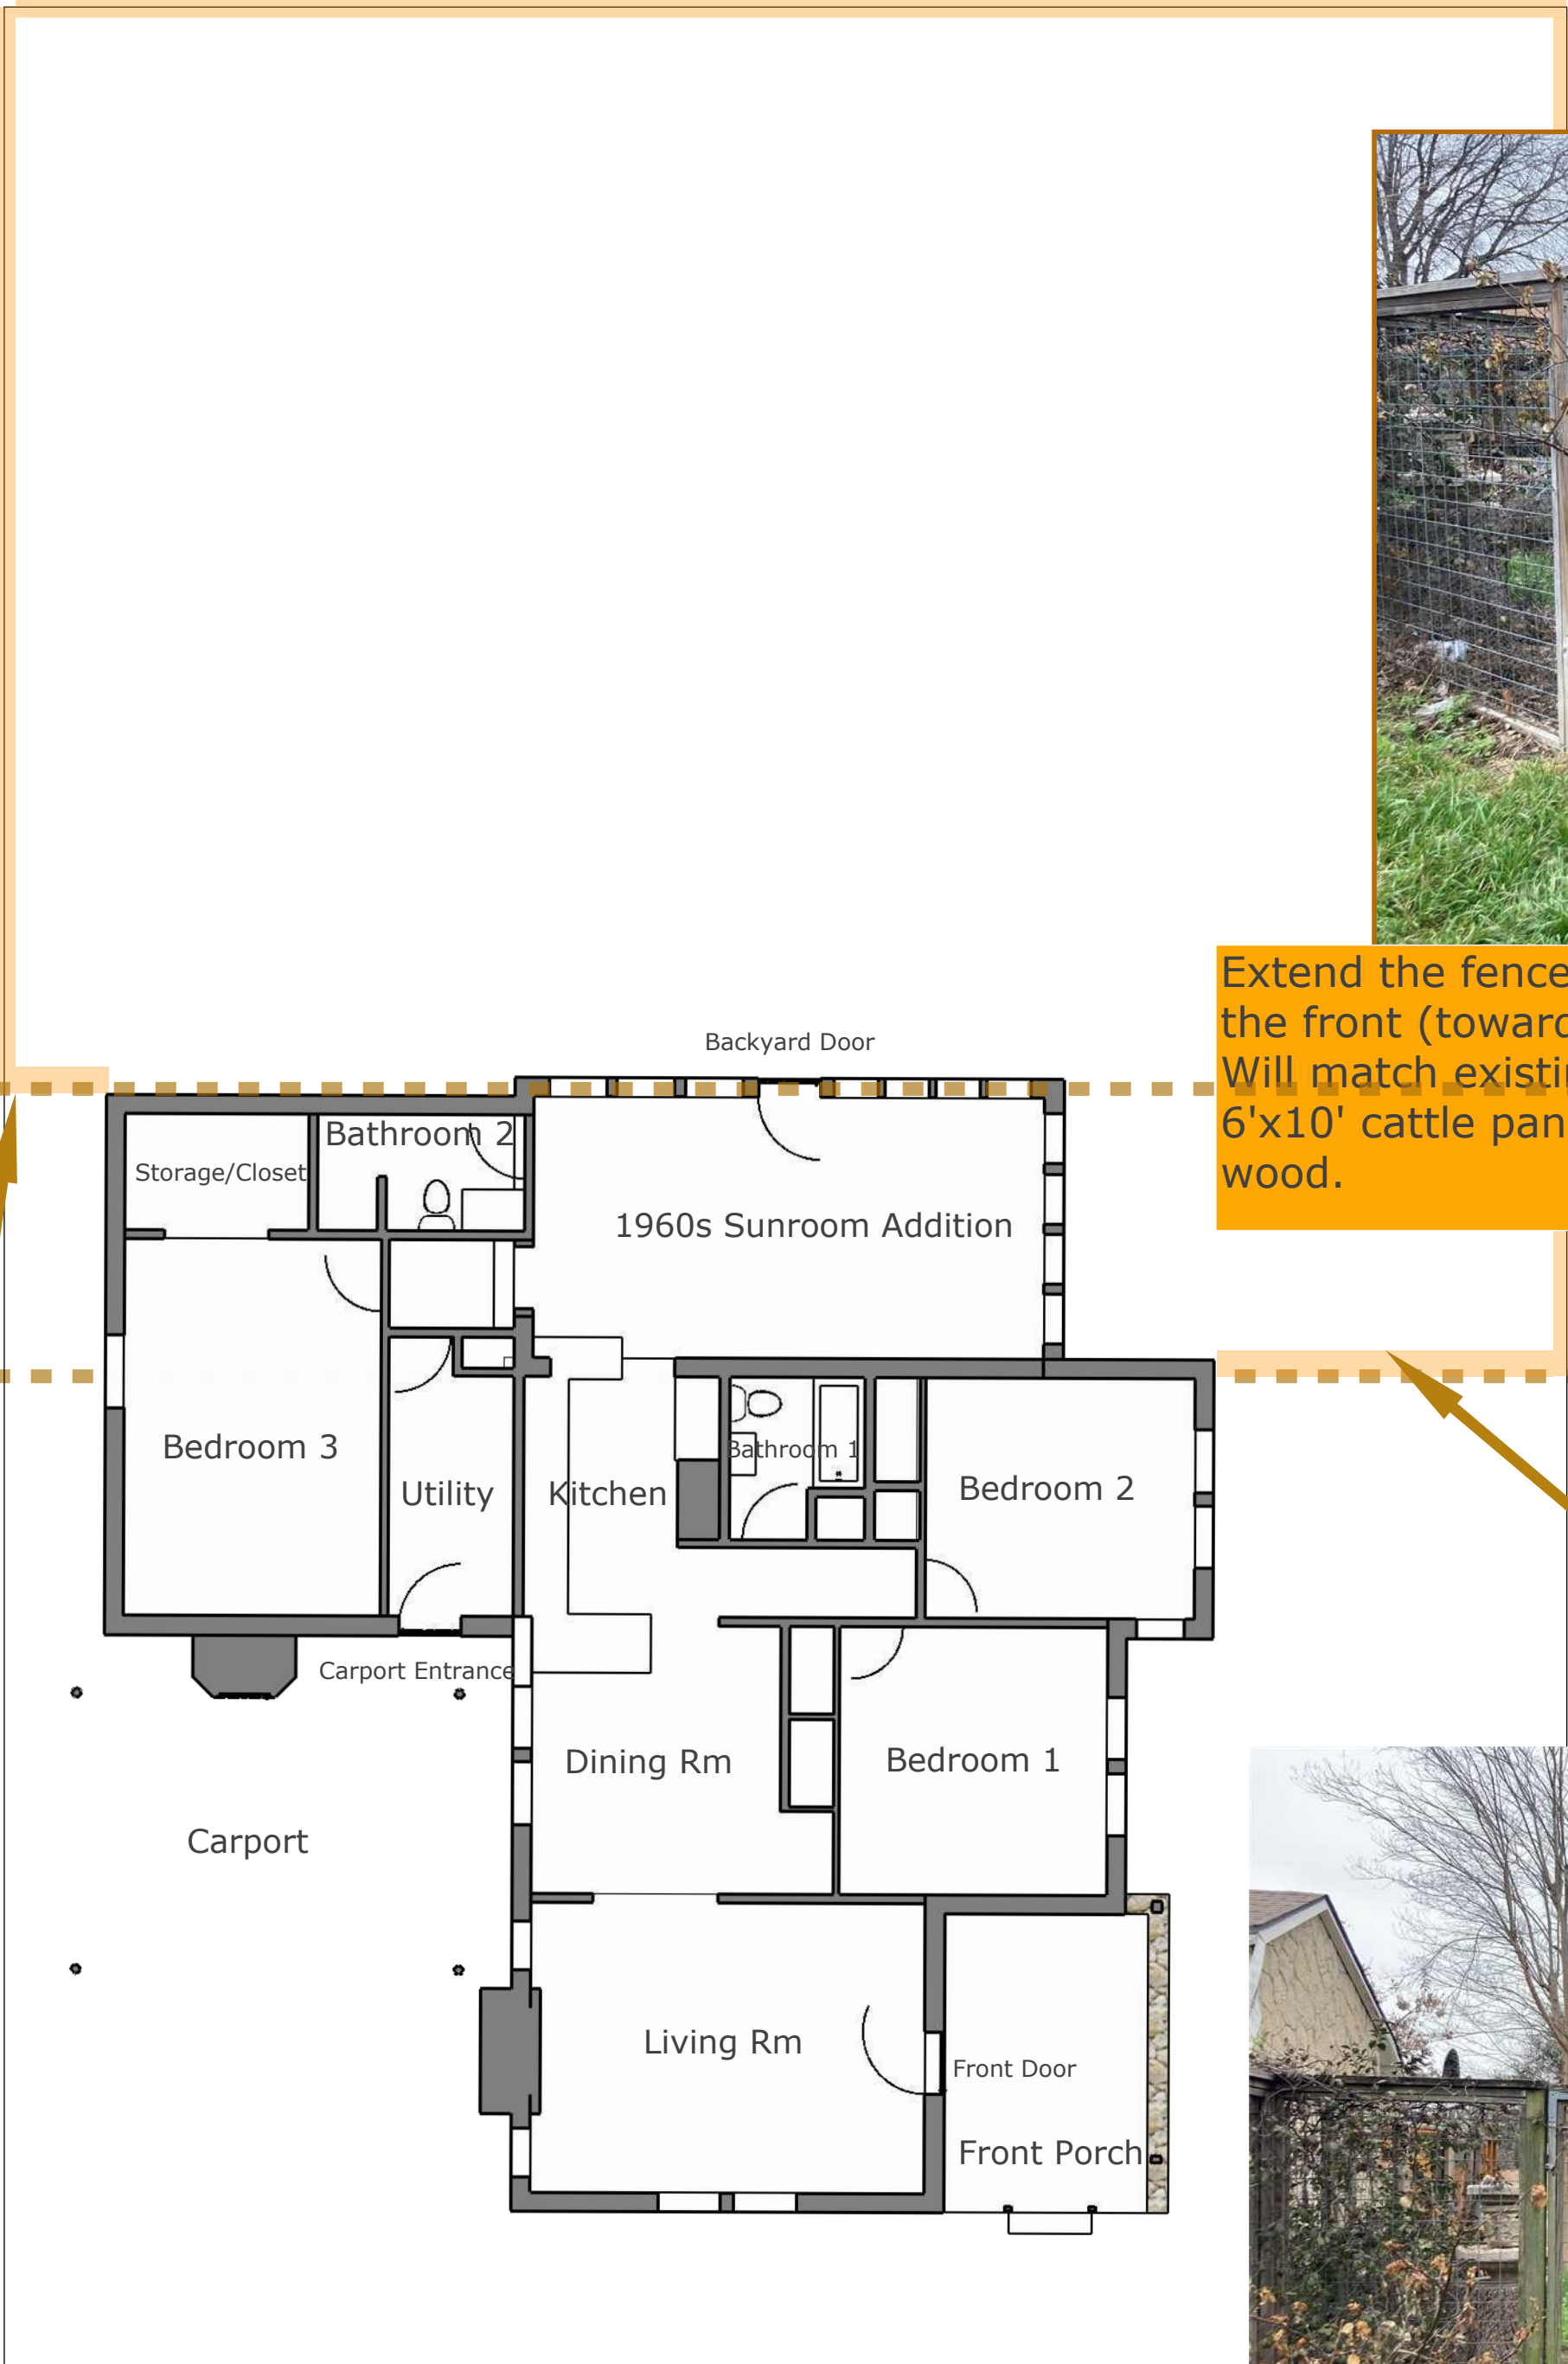 Extend the fence
the front (toward
Will match existin
6'x10' cattle pan
wood.
Backyard Door
Bathroom 2
Storage/Closet
1960s Sunroom Addition
Bedroom 3
Utility
Kitchen
Bathroom 1
Bedroom 2
Carport Entrance
Dining Rm
Bedroom 1
Carport
Living Rm
Front Door
Front Porch